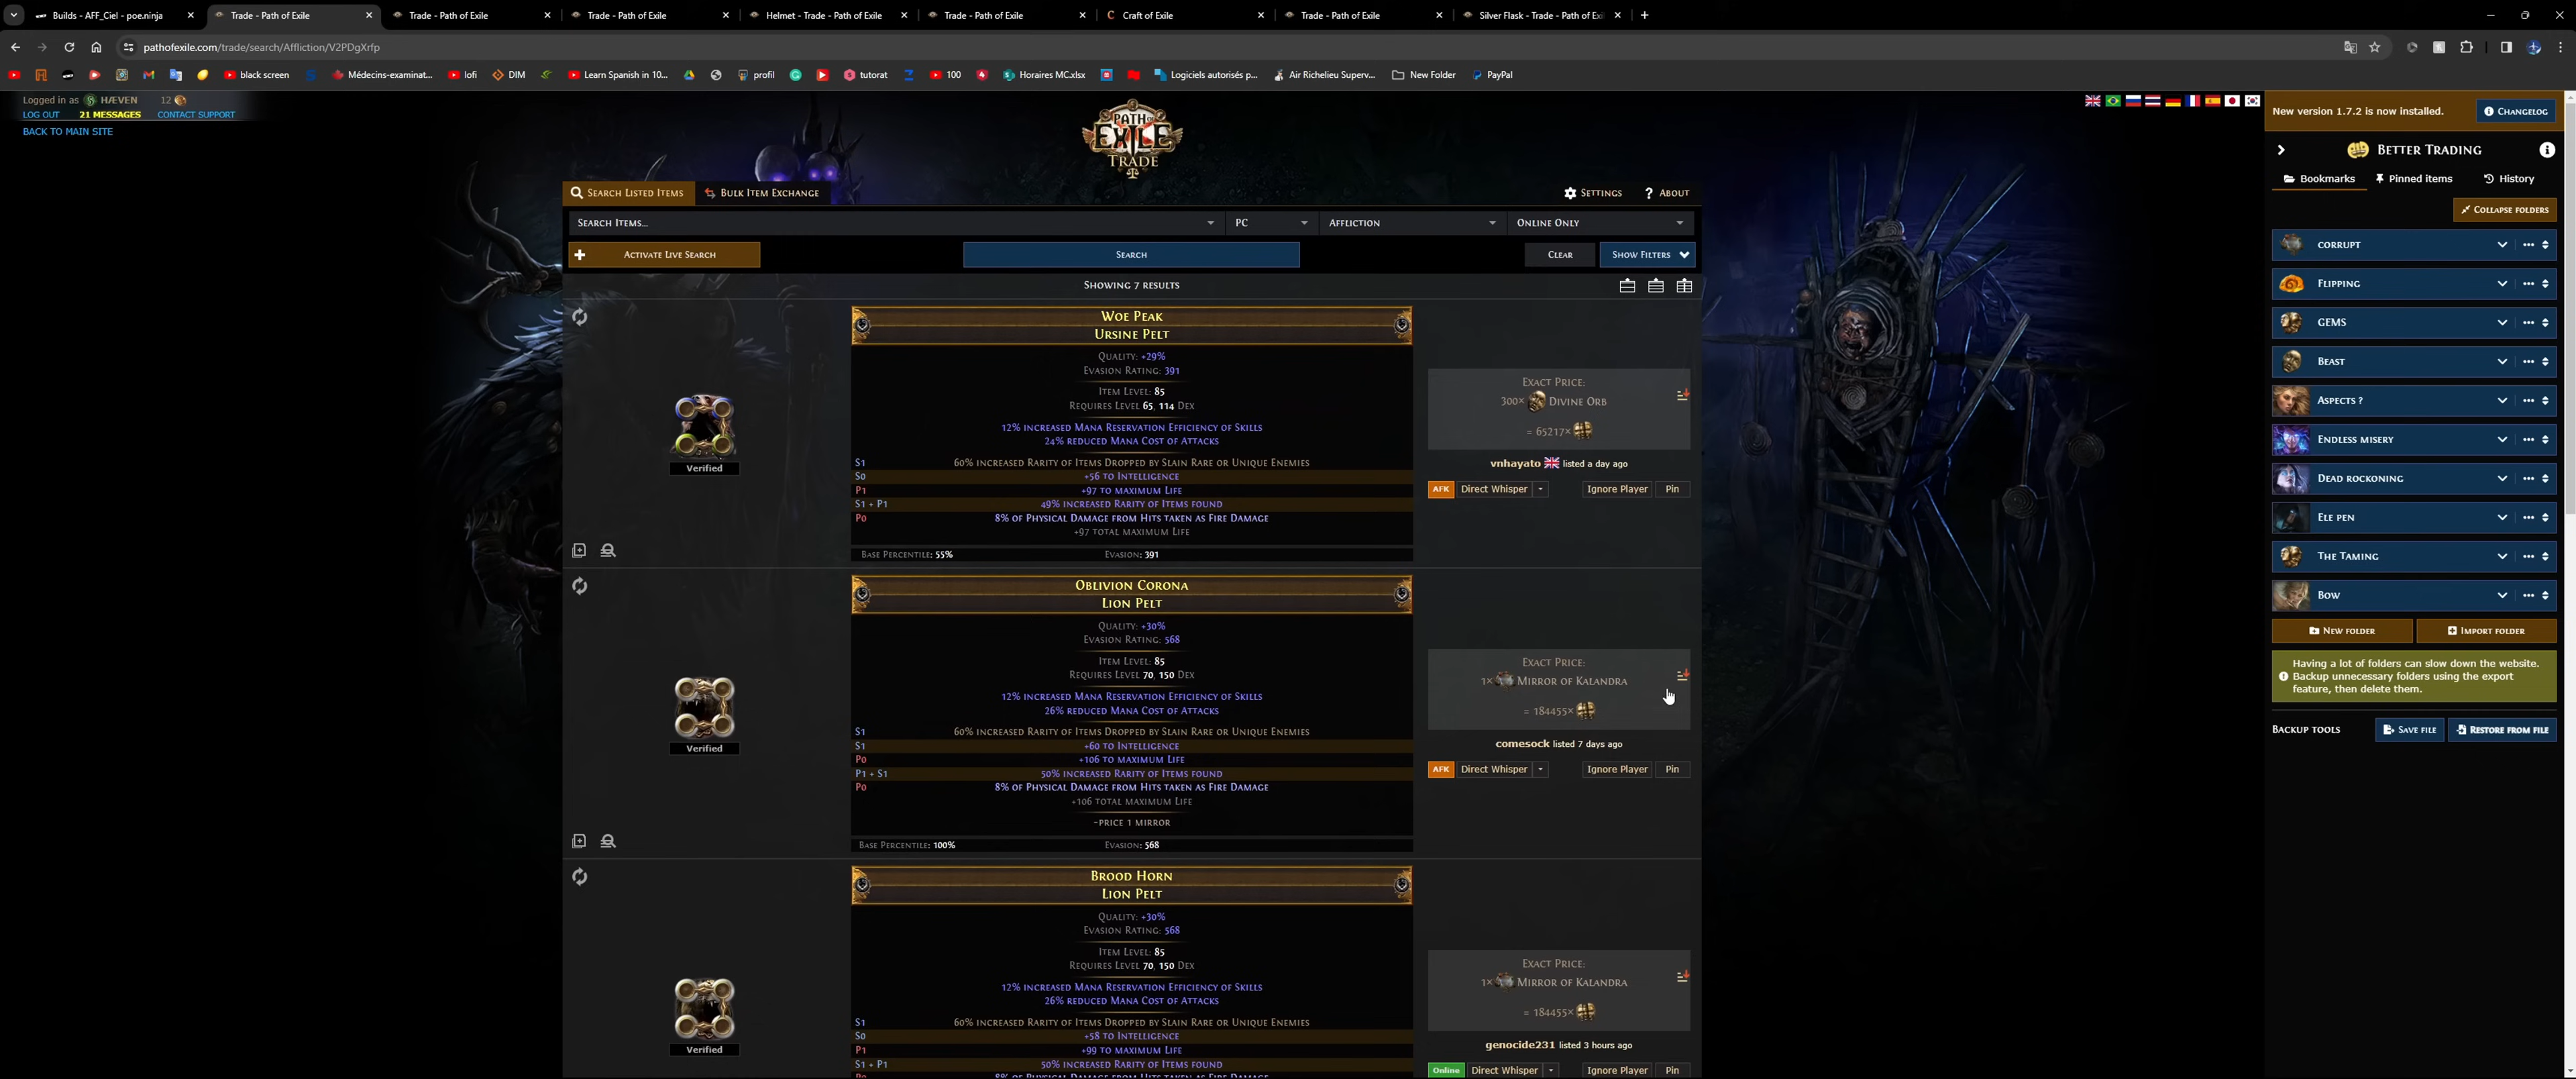 Builds - AFF_Ciel - poe.ninja
Trade - Path of Exile
Trade - Path of Exile
Trade - Path of Exile
Helmet - Trade - Path of Exile
Trade - Path of Exile
Craft of Exile
Trade - Path of Exile
Silver Flask - Trade - Path of Exi
pathofexile.com/trade/search/Affliction/V2PDgXrfp
black screen
Médecins-examinat...
lofi
DIM
Learn Spanish in 10...
profil
tutorat
100
Horaires MC.xlsx
Logiciels autorisés p...
Air Richelieu Superv...
New Folder
PayPal
Logged in as HÆVEN 12
LOG OUT 21 MESSAGES CONTACT SUPPORT
BACK TO MAIN SITE
PATH OF EXILE
TRADE
Search Listed Items
Bulk Item Exchange
Settings
? About
Search Items...
PC
Affliction
Online Only
Activate Live Search
Search
Clear
Show Filters
Showing 7 results
Woe Peak
Ursine Pelt
Quality: +29%
Evasion Rating: 391
Item Level: 85
Requires Level 65, 114 Dex
12% increased Mana Reservation Efficiency of Skills
24% reduced Mana Cost of Attacks
S1 60% increased Rarity of Items Dropped by Slain Rare or Unique Enemies
S0 +56 to Intelligence
P1 +97 to maximum Life
S1 + P1 49% increased Rarity of Items found
P0 8% of Physical Damage from Hits taken as Fire Damage
+97 total maximum Life
Base Percentile: 55% Evasion: 391
Verified
Exact Price:
300× Divine Orb
= 65217×
vnhayato listed a day ago
AFK Direct Whisper Ignore Player Pin
Oblivion Corona
Lion Pelt
Quality: +30%
Evasion Rating: 568
Item Level: 85
Requires Level 70, 150 Dex
12% increased Mana Reservation Efficiency of Skills
26% reduced Mana Cost of Attacks
S1 60% increased Rarity of Items Dropped by Slain Rare or Unique Enemies
S1 +60 to Intelligence
P0 +106 to maximum Life
P1 + S1 50% increased Rarity of Items found
P0 8% of Physical Damage from Hits taken as Fire Damage
+106 total maximum Life
~price 1 mirror
Base Percentile: 100% Evasion: 568
Verified
Exact Price:
1× Mirror of Kalandra
= 184455×
comesock listed 7 days ago
AFK Direct Whisper Ignore Player Pin
Brood Horn
Lion Pelt
Quality: +30%
Evasion Rating: 568
Item Level: 85
Requires Level 70, 150 Dex
12% increased Mana Reservation Efficiency of Skills
26% reduced Mana Cost of Attacks
S1 60% increased Rarity of Items Dropped by Slain Rare or Unique Enemies
S0 +58 to Intelligence
P1 +99 to maximum Life
S1 + P1 50% increased Rarity of Items found
P0 8% of Physical Damage from Hits taken as Fire Damage
Verified
Exact Price:
1× Mirror of Kalandra
= 184455×
genocide231 listed 3 hours ago
Online Direct Whisper Ignore Player Pin
New version 1.7.2 is now installed.
Changelog
Better Trading
Bookmarks
Pinned items
History
Collapse folders
corrupt
Flipping
GEMS
Beast
Aspects ?
Endless misery
Dead rockoning
Ele pen
The Taming
Bow
New folder
Import folder
Having a lot of folders can slow down the website.
Backup unnecessary folders using the export
feature, then delete them.
Backup tools
Save file
Restore from file